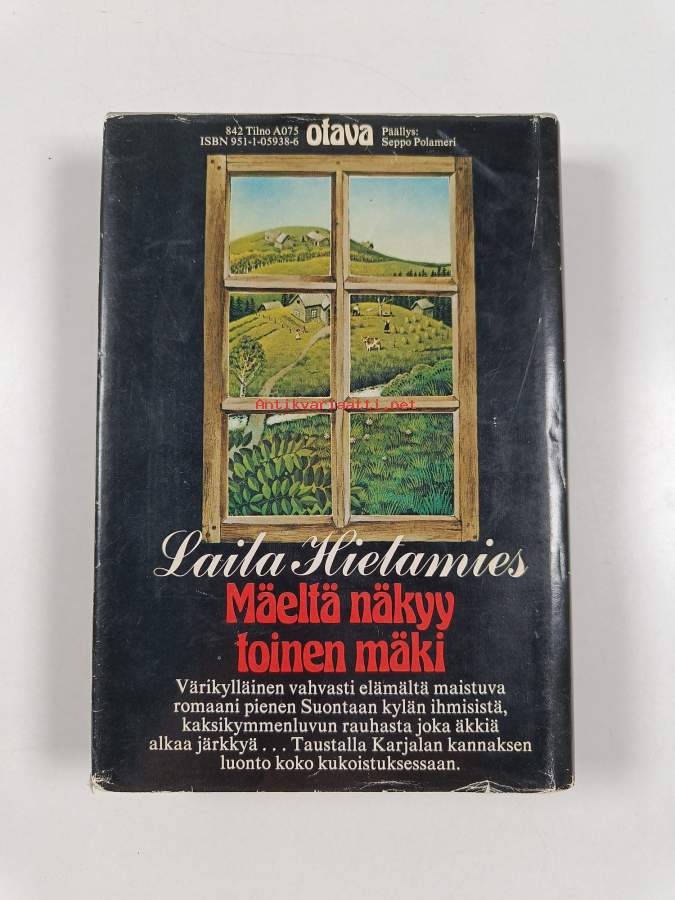 842 Tilno A075
ISBN 951-1-05938-6
otava
Päällys:
Seppo Polameri
Antikvariaatti.net
Laila Hietamies
Mäeltä näkyy
toinen mäki
Värikylläinen vahvasti elämältä maistuva
romaani pienen Suontaan kylän ihmisistä,
kaksikymmenluvun rauhasta joka äkkiä
alkaa järkkyä . . . Taustalla Karjalan kannaksen
luonto koko kukoistuksessaan.